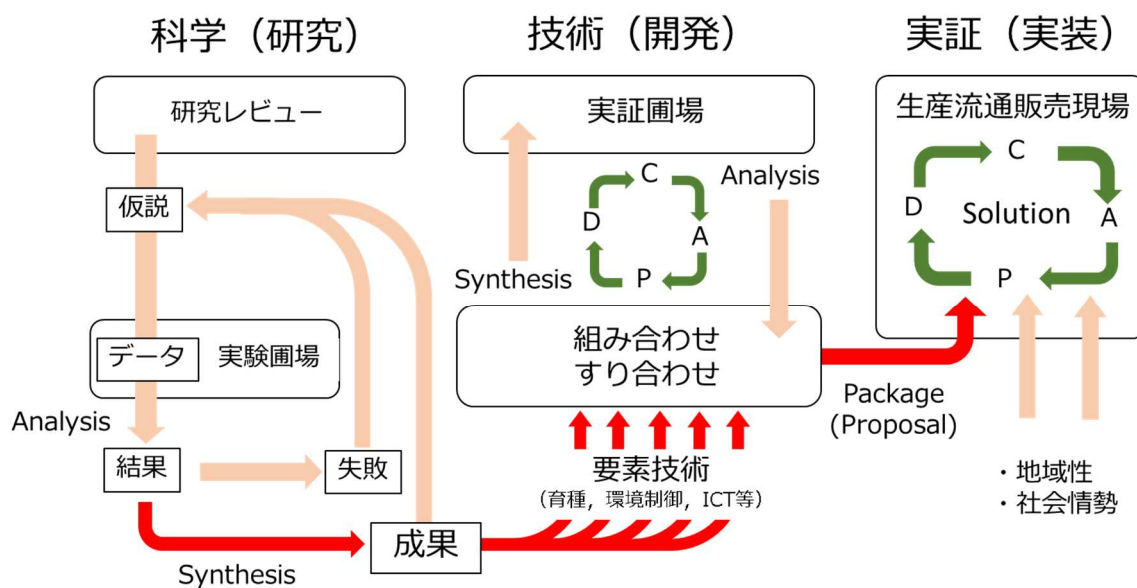 科学（研究）
研究レビュー
仮説
データ
実験圃場
Analysis
結果
失敗
Synthesis
成果
技術（開発）
実証圃場
C
D
A
P
Analysis
Synthesis
組み合わせ
すり合わせ
要素技術
（育種，環境制御，ICT等）
Package
(Proposal)
実証（実装）
生産流通販売現場
C
D
Solution
A
P
・地域性
・社会情勢